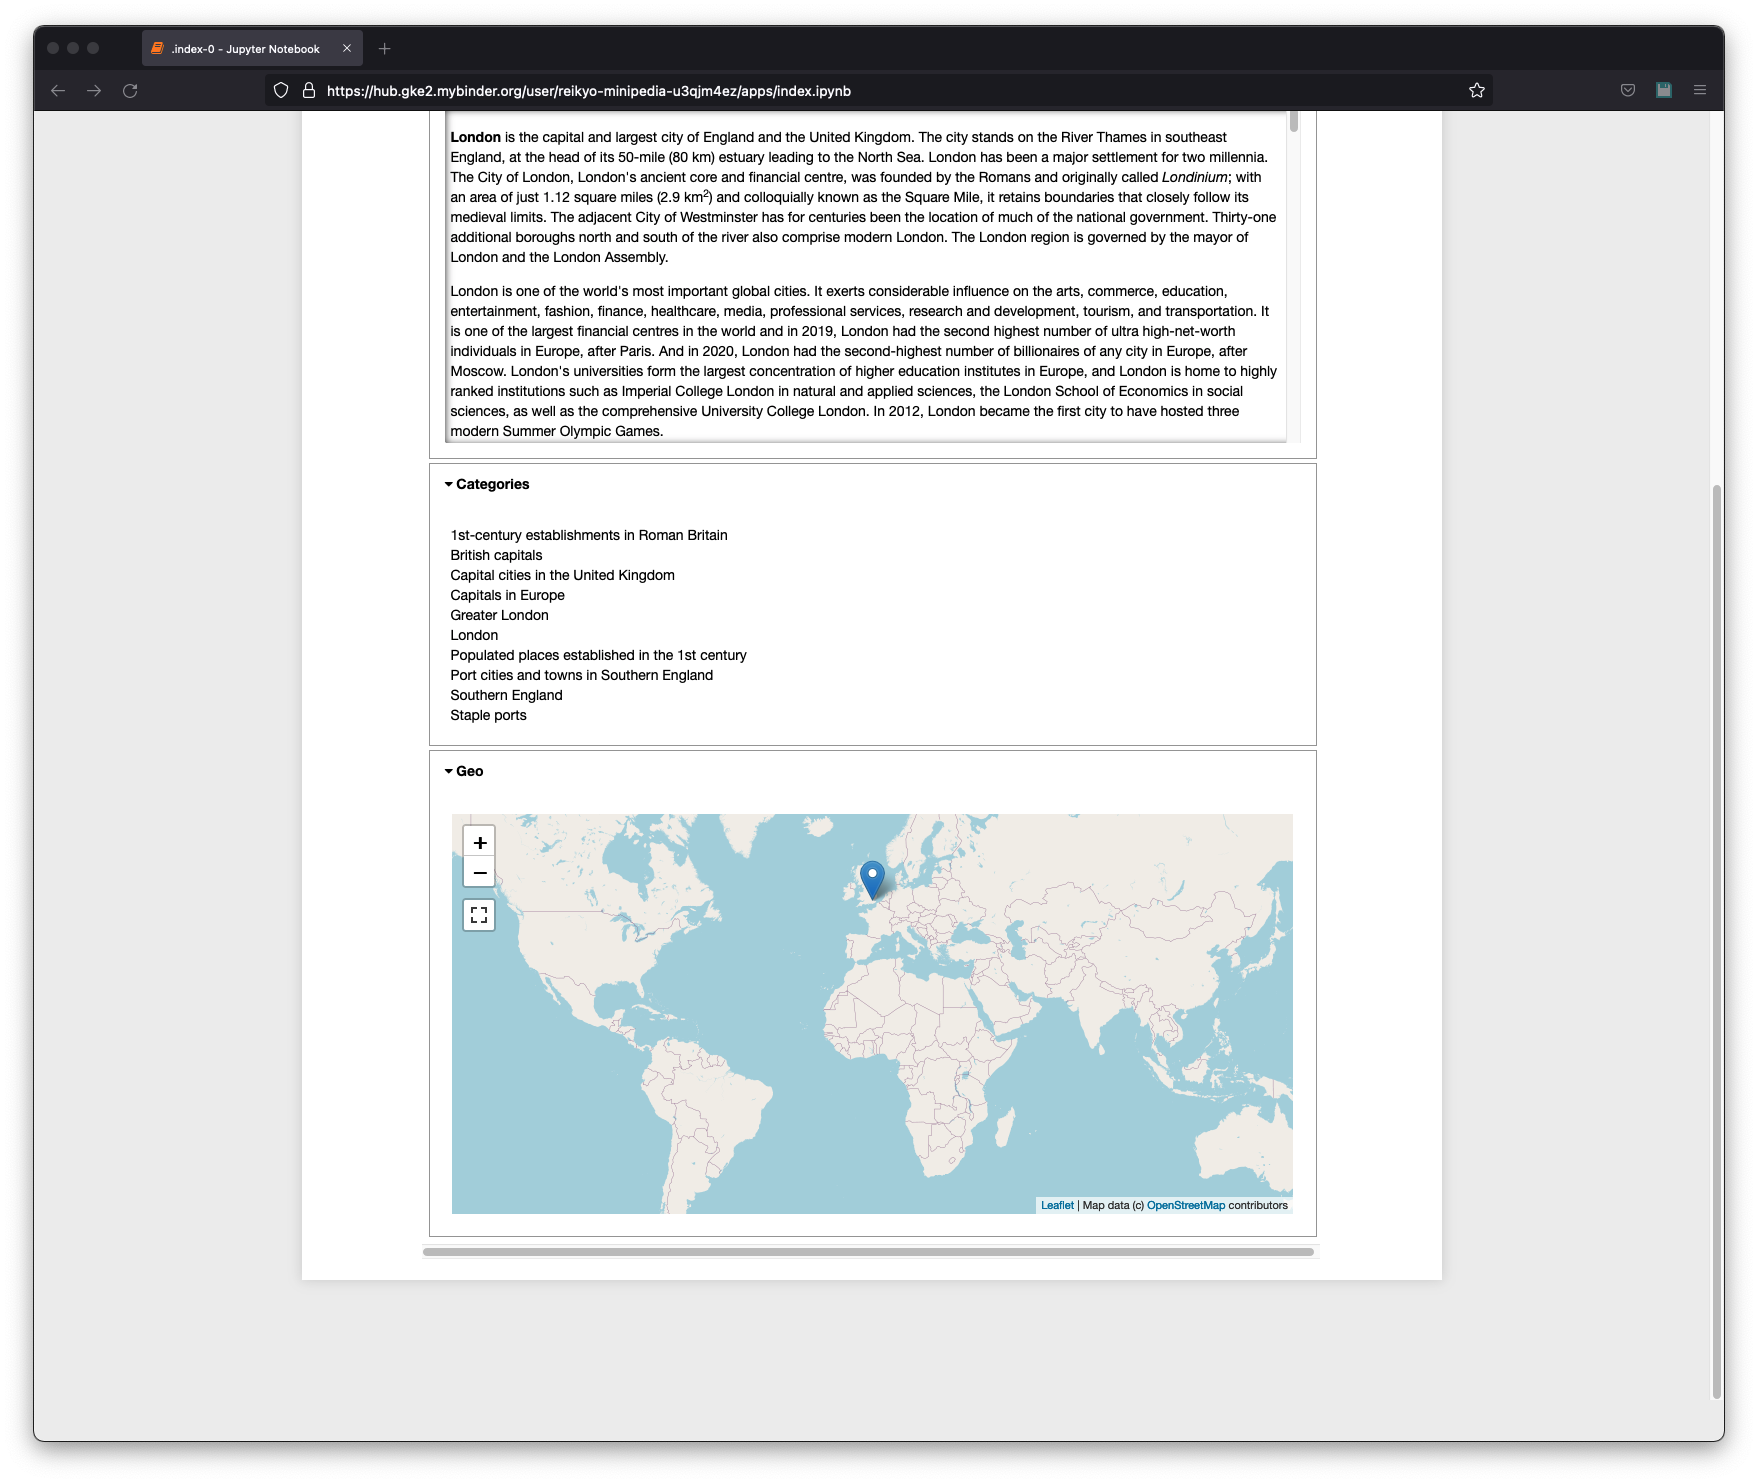 .index-0 - Jupyter Notebook
https://hub.gke2.mybinder.org/user/reikyo-minipedia-u3qjm4ez/apps/index.ipynb
London is the capital and largest city of England and the United Kingdom. The city stands on the River Thames in southeast
England, at the head of its 50-mile (80 km) estuary leading to the North Sea. London has been a major settlement for two millennia.
The City of London, London's ancient core and financial centre, was founded by the Romans and originally called Londinium; with
an area of just 1.12 square miles (2.9 km²) and colloquially known as the Square Mile, it retains boundaries that closely follow its
medieval limits. The adjacent City of Westminster has for centuries been the location of much of the national government. Thirty-one
additional boroughs north and south of the river also comprise modern London. The London region is governed by the mayor of
London and the London Assembly.
London is one of the world's most important global cities. It exerts considerable influence on the arts, commerce, education,
entertainment, fashion, finance, healthcare, media, professional services, research and development, tourism, and transportation. It
is one of the largest financial centres in the world and in 2019, London had the second highest number of ultra high-net-worth
individuals in Europe, after Paris. And in 2020, London had the second-highest number of billionaires of any city in Europe, after
Moscow. London's universities form the largest concentration of higher education institutes in Europe, and London is home to highly
ranked institutions such as Imperial College London in natural and applied sciences, the London School of Economics in social
sciences, as well as the comprehensive University College London. In 2012, London became the first city to have hosted three
modern Summer Olympic Games.
Categories
1st-century establishments in Roman Britain
British capitals
Capital cities in the United Kingdom
Capitals in Europe
Greater London
London
Populated places established in the 1st century
Port cities and towns in Southern England
Southern England
Staple ports
Geo
+
−
Leaflet | Map data (c) OpenStreetMap contributors